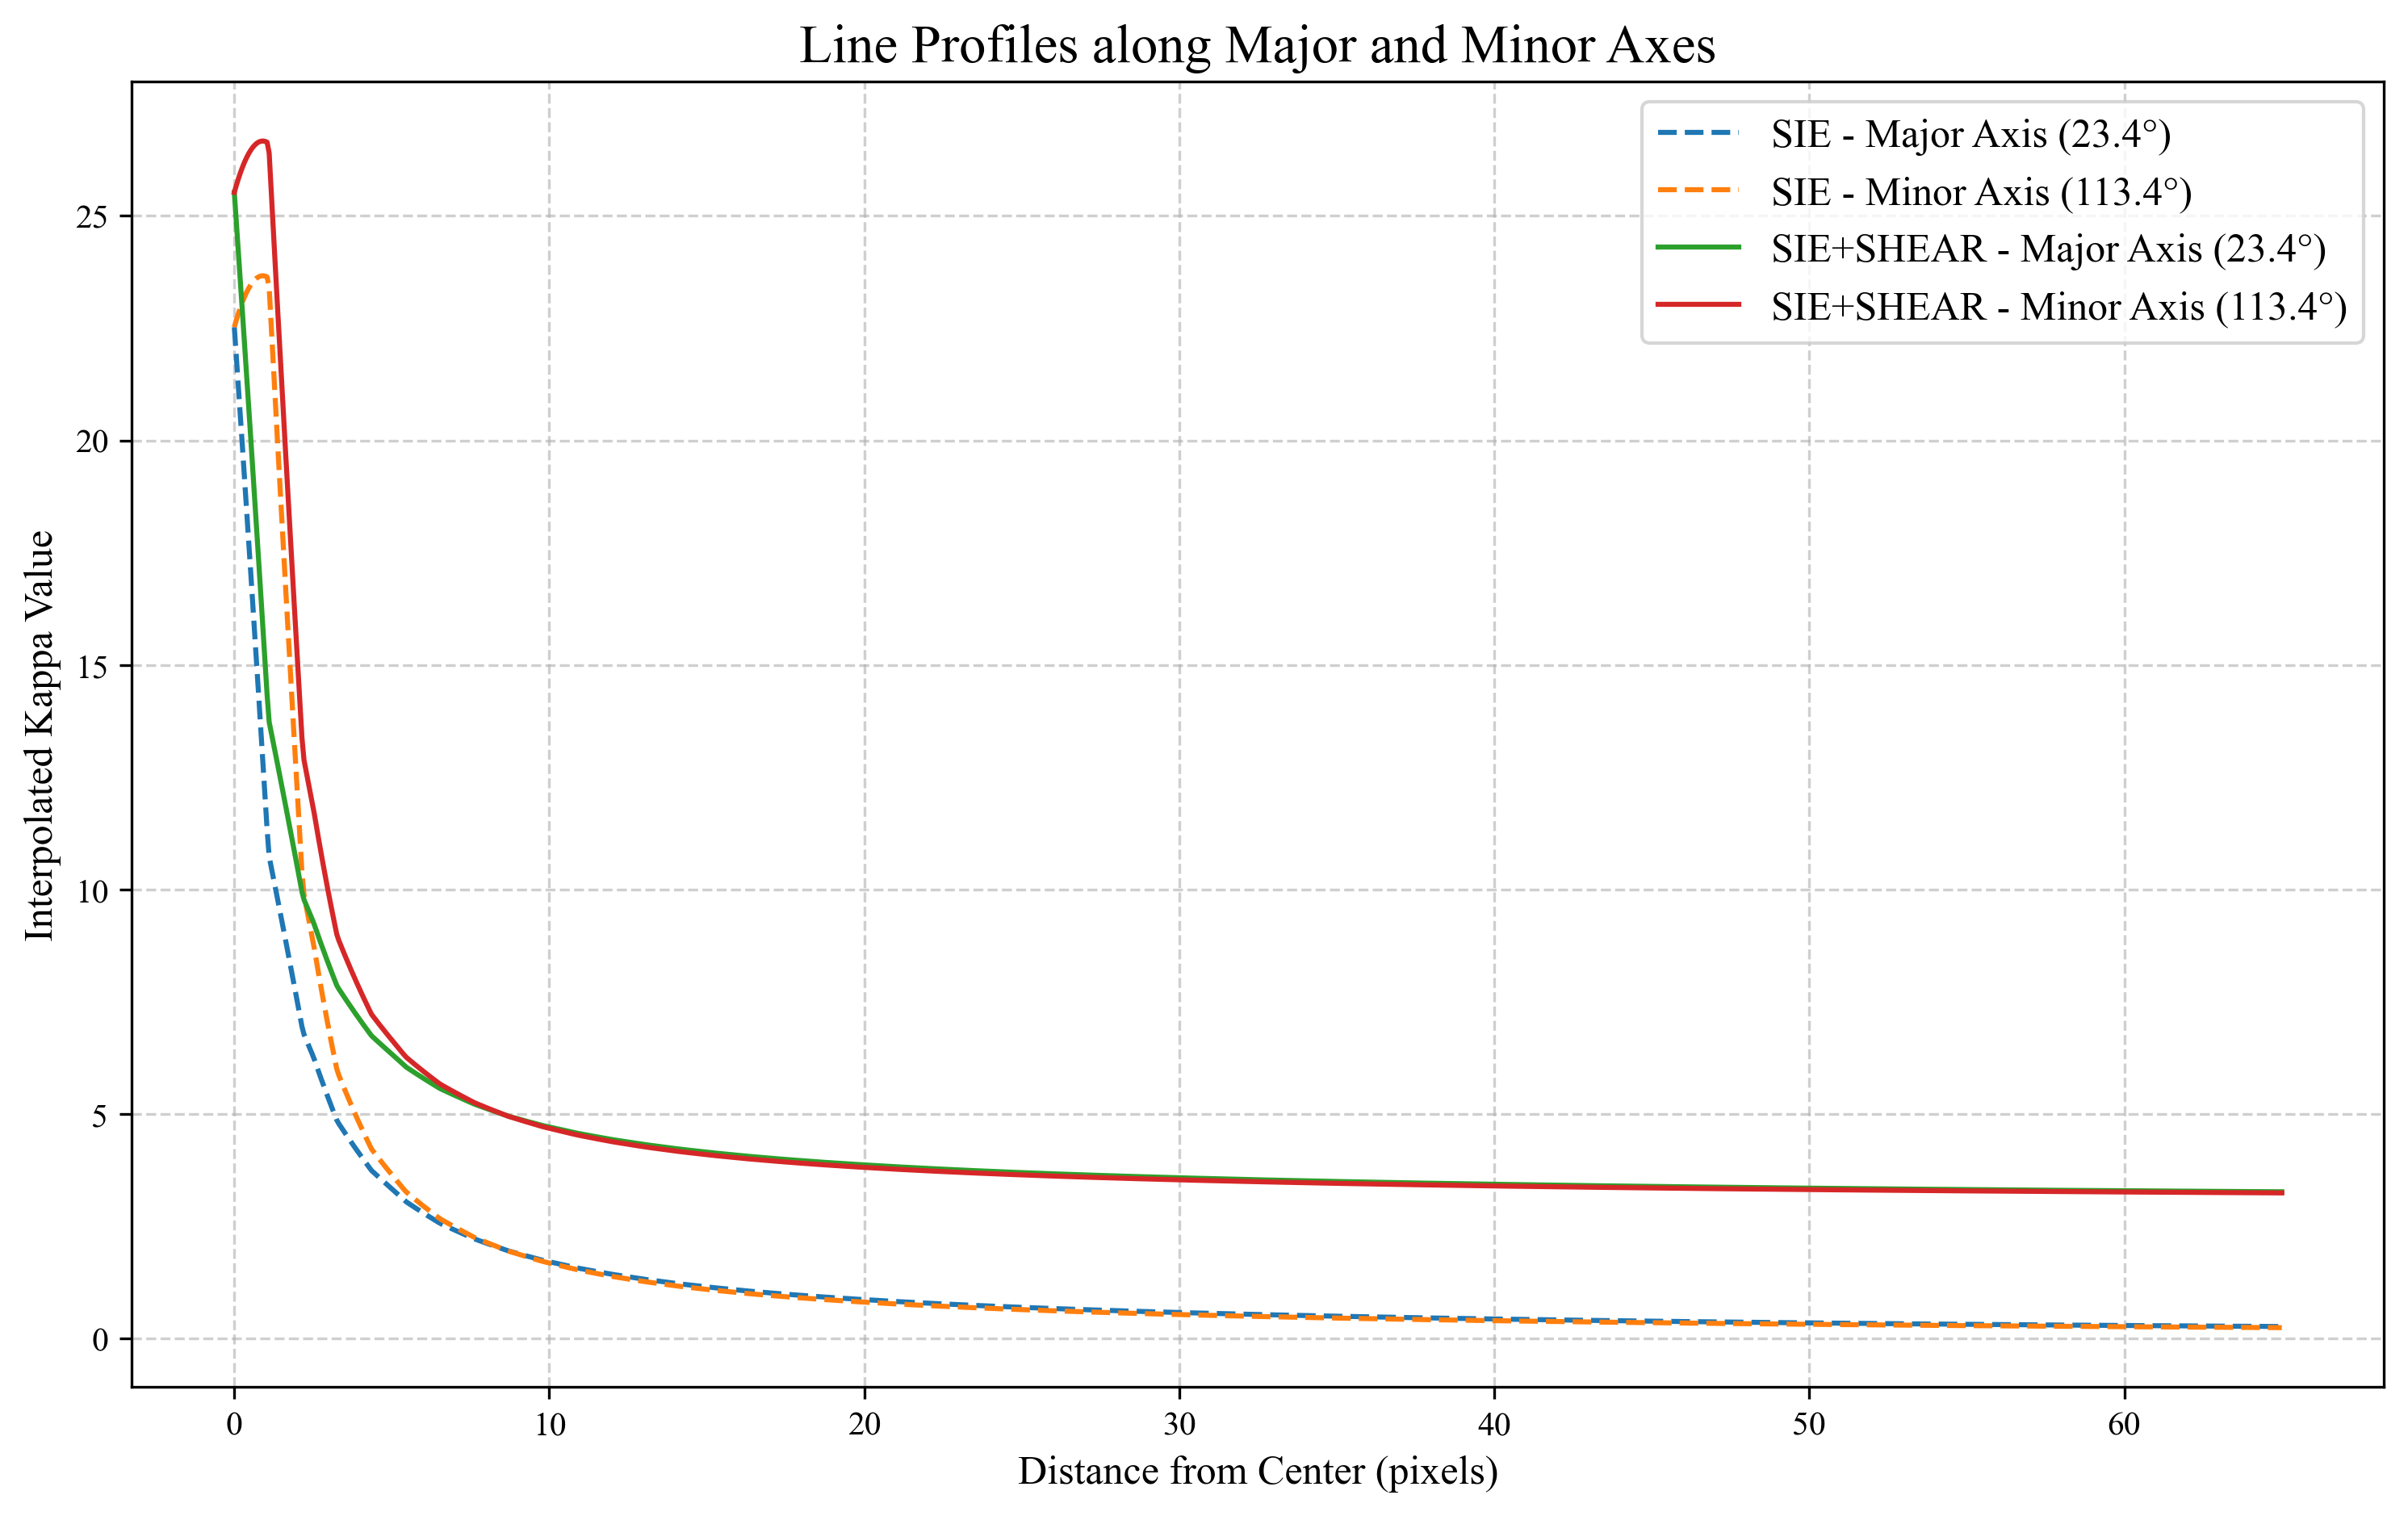 Line Profiles along Major and Minor Axes
SIE - Major Axis (23.4°)
SIE - Minor Axis (113.4°)
SIE+SHEAR - Major Axis (23.4°)
SIE+SHEAR - Minor Axis (113.4°)
Interpolated Kappa Value
25
20
15
10
5
0
0 10 20 30 40 50 60
Distance from Center (pixels)